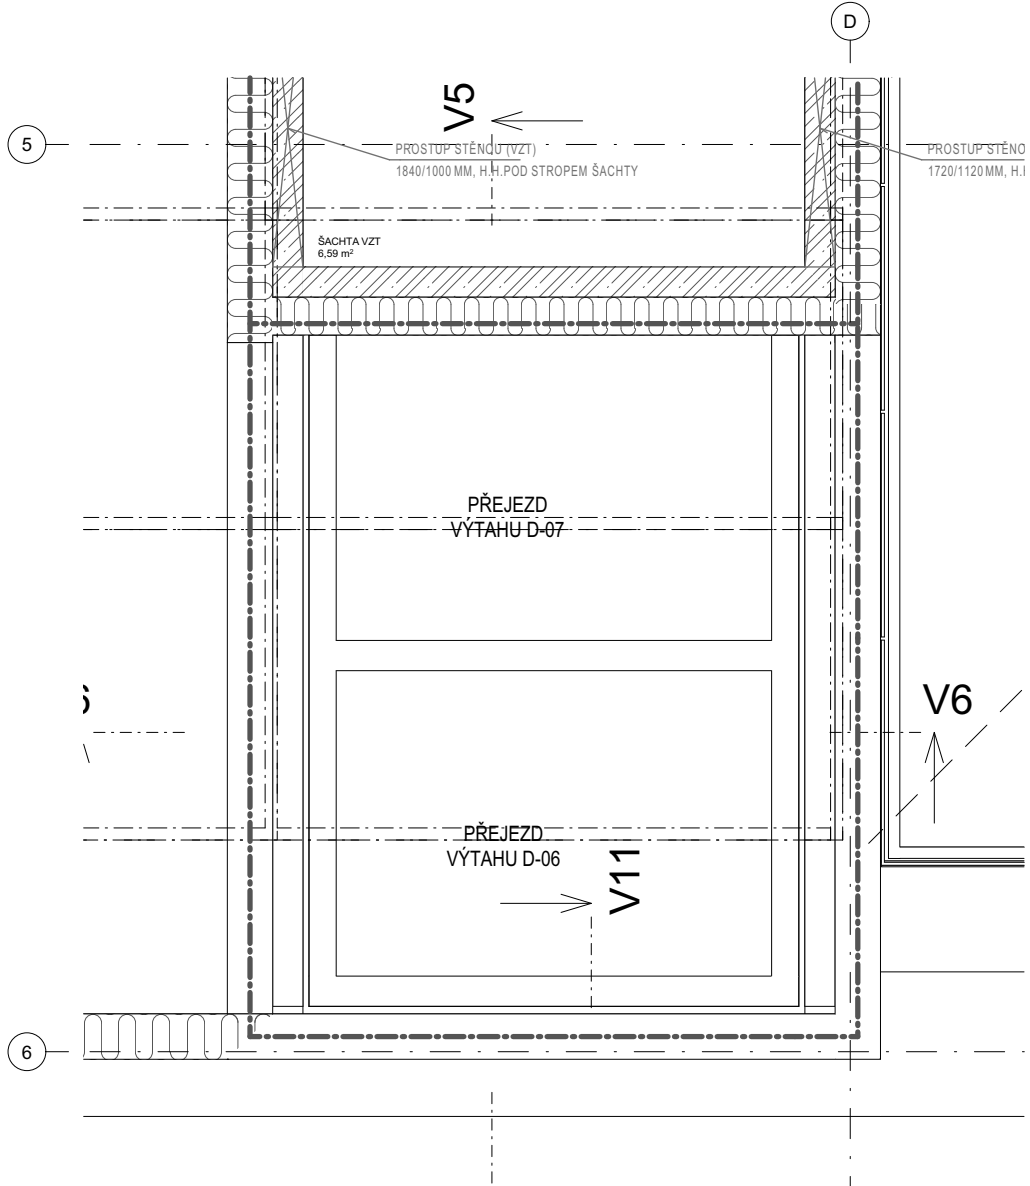 D
V5
5
PROSTUP STĚNOU (VZT)
1840/1000 MM, H.H.POD STROPEM ŠACHTY
PROSTUP STĚNO
1720/1120 MM, H.H
ŠACHTA VZT
6,59 m²
PŘEJEZD
VÝTAHU D-07
V6
PŘEJEZD
VÝTAHU D-06
V11
6